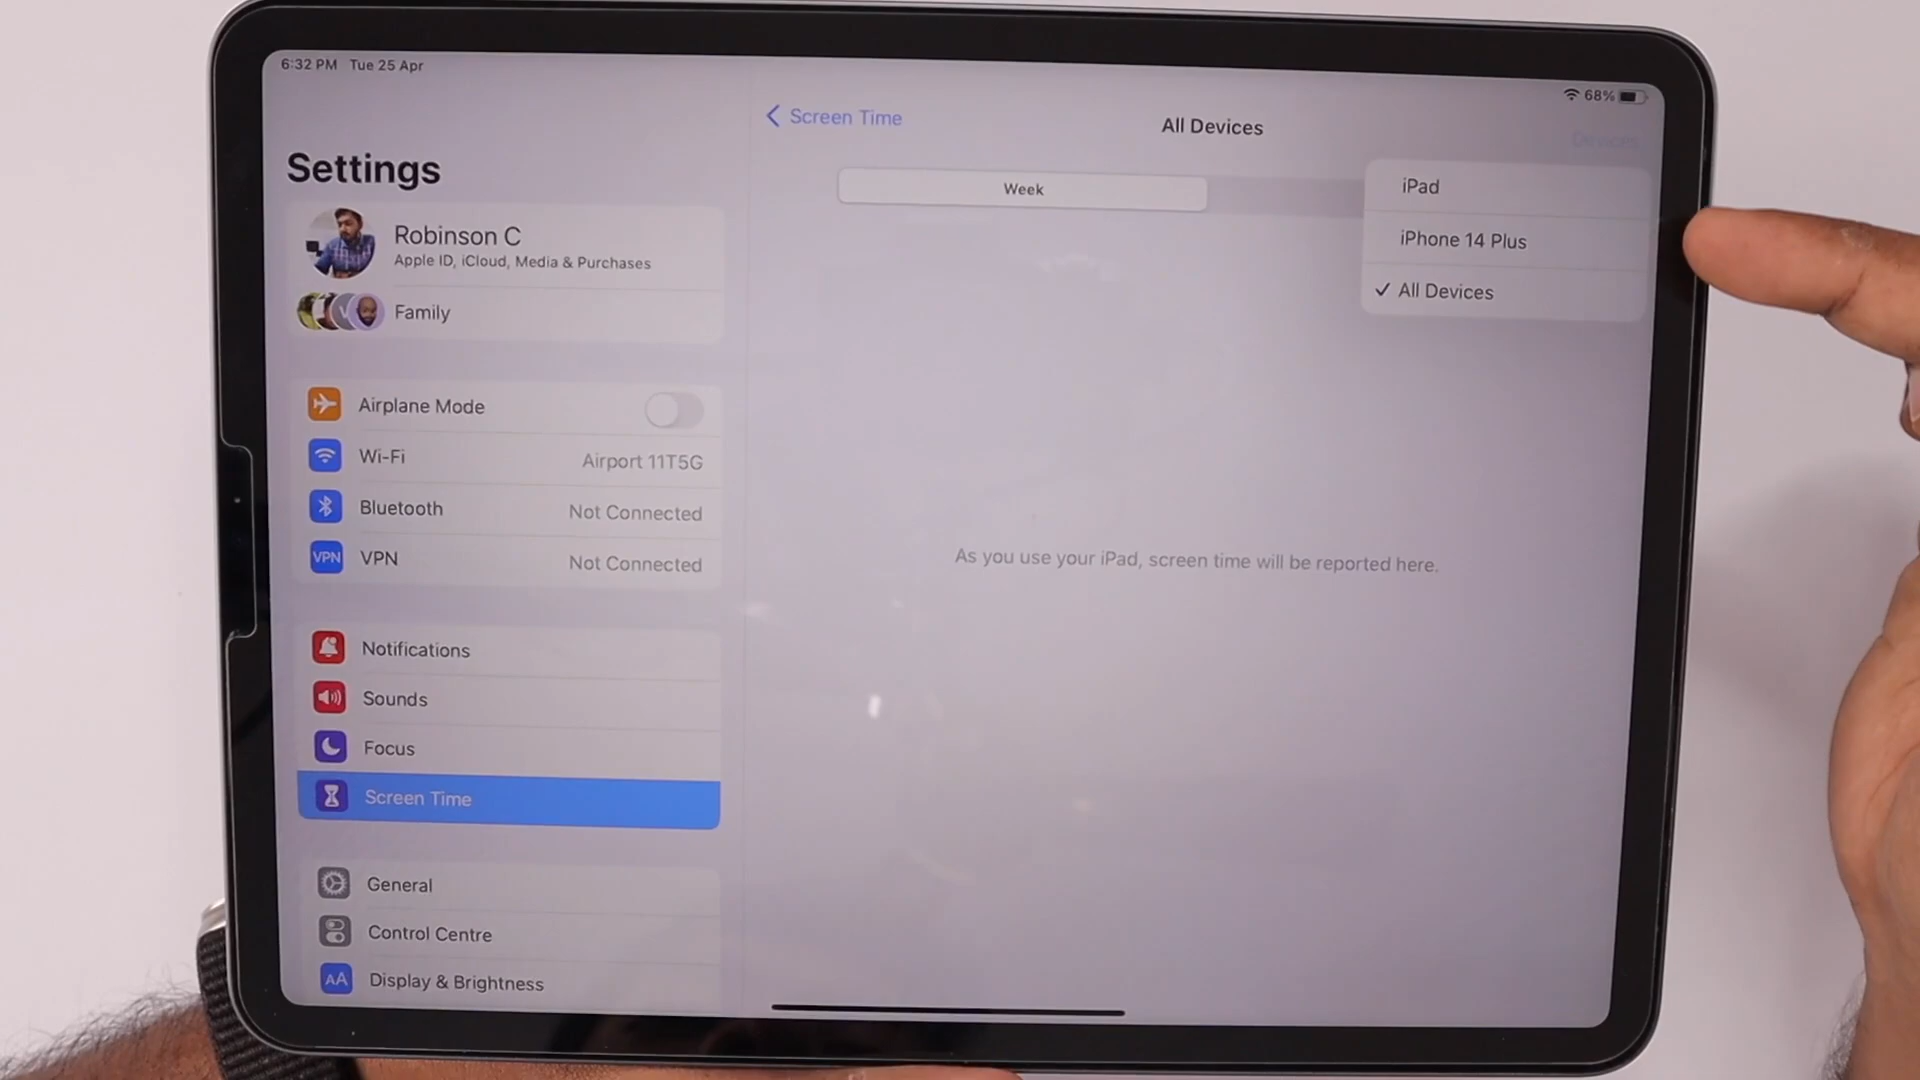 6:32 PM Tue 25 Apr
68%
Settings
Robinson C
Apple ID, iCloud, Media & Purchases
Family
Airplane Mode
Wi-Fi Airport 11T5G
Bluetooth Not Connected
VPN VPN Not Connected
Notifications
Sounds
Focus
Screen Time
General
Control Centre
AA Display & Brightness
Screen Time
All Devices
Devices
Week
iPad
iPhone 14 Plus
✓ All Devices
As you use your iPad, screen time will be reported here.